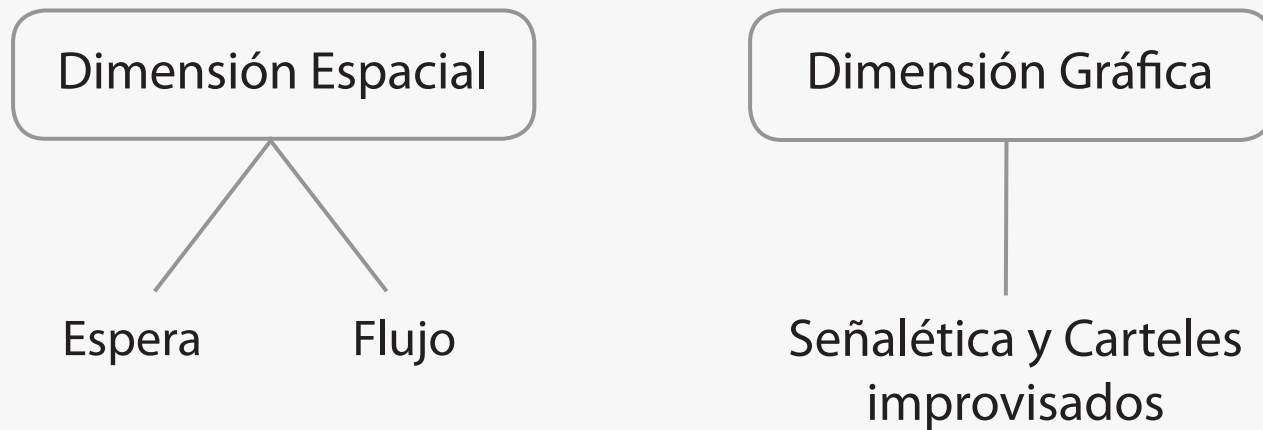 Dimensión Espacial
Dimensión Gráfica
Espera
Flujo
Señalética y Carteles
improvisados